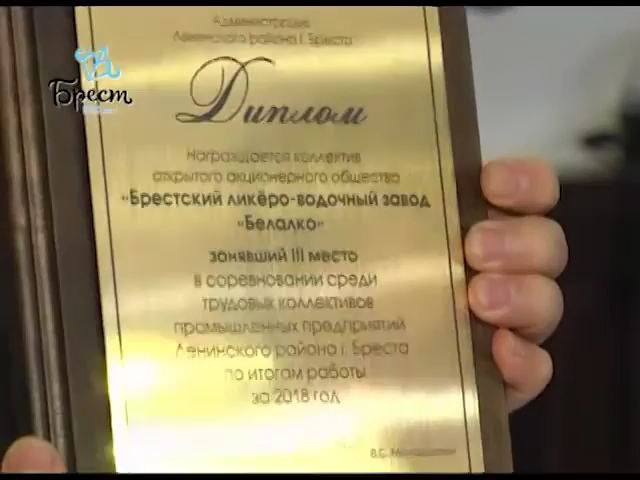 Администрация
Ленинского района г. Бреста
Брест
Диплом
Награждается коллектив
открытого акционерного общества
"Брестский ликёро-водочный завод
"Белалко"
занявший III место
в соревновании среди
трудовых коллективов
промышленных предприятий
Ленинского района г. Бреста
по итогам работы
за 2018 год
В.С.